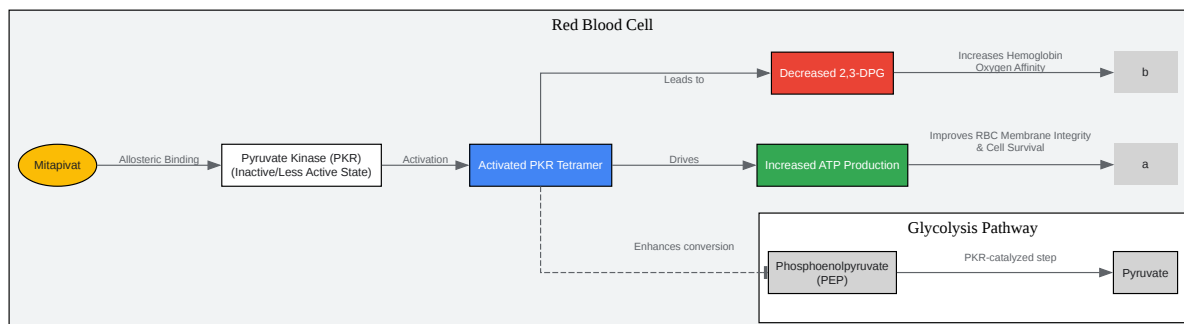 Red Blood Cell
Increases Hemoglobin
Oxygen Affinity
Decreased 2,3-DPG
b
Leads to
Improves RBC Membrane Integrity
& Cell Survival
Mitapivat
Allosteric Binding
Pyruvate Kinase (PKR)
(Inactive/Less Active State)
Activation
Activated PKR Tetramer
Drives
Increased ATP Production
a
Glycolysis Pathway
Enhances conversion
Phosphoenolpyruvate
(PEP)
PKR-catalyzed step
Pyruvate